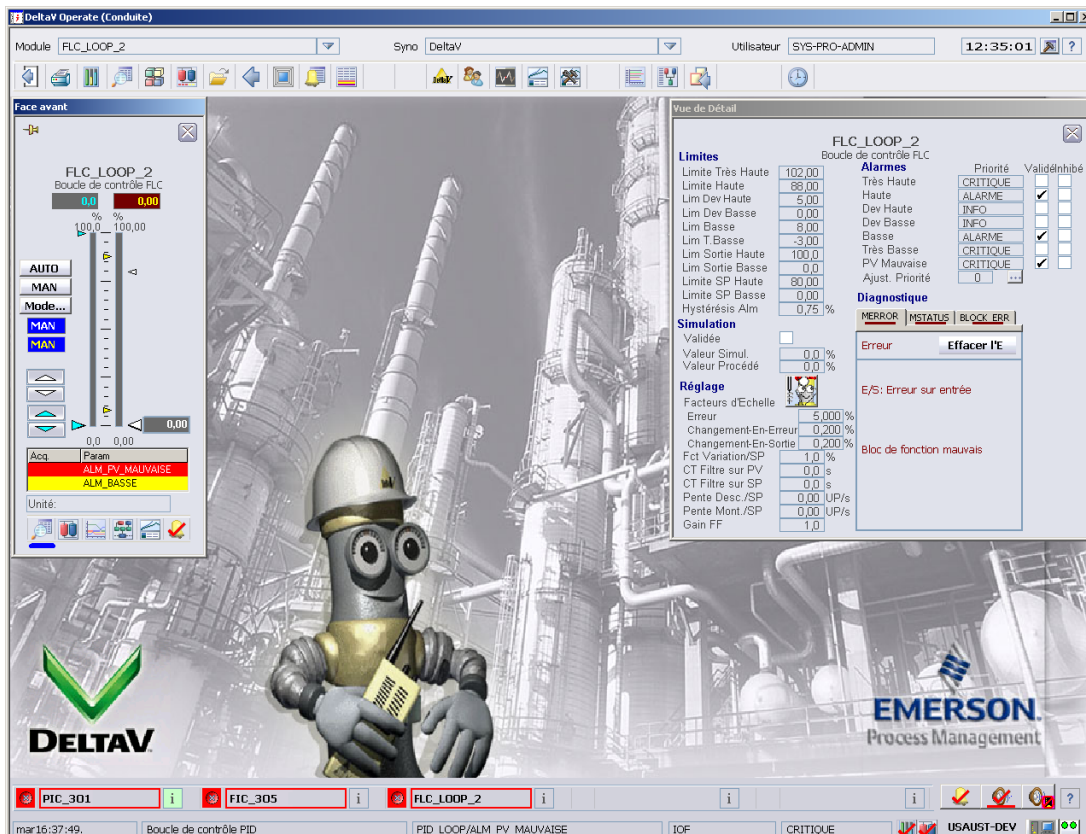 DeltaV Operate (Conduite)
Module FLC_LOOP_2 Syno DeltaV Utilisateur SYS-PRO-ADMIN 12:35:01 ?
DeltaV
Face avant
FLC_LOOP_2
Boucle de contrôle FLC
0,0 0,00
% %
100,0 100,00
AUTO
MAN
Mode...
MAN
MAN
0,00
0,0 0,00
Acq. Param
ALM_PV_MAUVAISE
ALM_BASSE
Unité:
Vue de Détail
FLC_LOOP_2
Boucle de contrôle FLC
Limites
Limite Très Haute 102,00
Limite Haute 88,00
Lim Dev Haute 5,00
Lim Dev Basse 0,00
Lim Basse 8,00
Lim T.Basse -3,00
Lim Sortie Haute 100,0
Lim Sortie Basse 0,0
Limite SP Haute 80,00
Limite SP Basse 0,00
Hystérésis Alm 0,75 %
Simulation
Validée
Valeur Simul. 0,0 %
Valeur Procédé 0,0 %
Réglage
Facteurs d'Echelle
Erreur 5,000 %
Changement-En-Erreur 0,200 %
Changement-En-Sortie 0,200 %
Fct Variation/SP 1,0 %
CT Filtre sur PV 0,0 s
CT Filtre sur SP 0,0 s
Pente Desc./SP 0,00 UP/s
Pente Mont./SP 0,00 UP/s
Gain FF 1,0
Alarmes Priorité Validé Inhibé
Très Haute CRITIQUE
Haute ALARME
Dev Haute INFO
Dev Basse INFO
Basse ALARME
Très Basse CRITIQUE
PV Mauvaise CRITIQUE
Ajust. Priorité 0 ...
Diagnostique
MERROR MSTATUS BLOCK_ERR
Erreur Effacer l'E
E/S: Erreur sur entrée
Bloc de fonction mauvais
DELTAV
EMERSON.
Process Management
PIC_301 i FIC_305 i FLC_LOOP_2 i i i ?
mar16:37:49. Boucle de contrôle PID PID_LOOP/ALM_PV_MAUVAISE IOF CRITIQUE USAUST-DEV